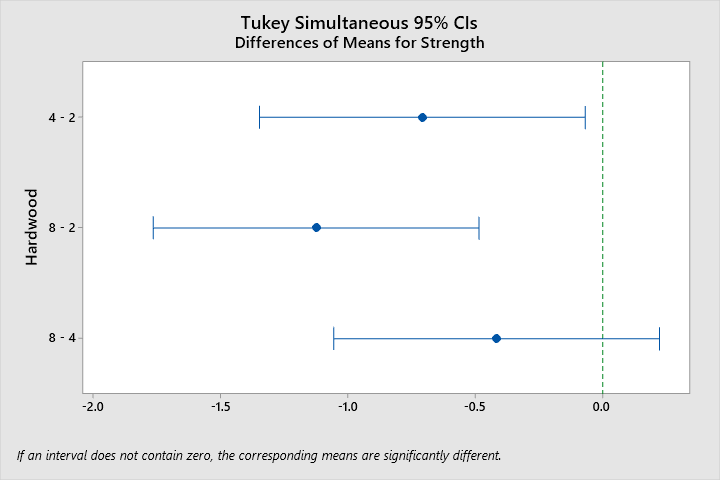 Tukey Simultaneous 95% CIs
Differences of Means for Strength
4 - 2
8 - 2
8 - 4
Hardwood
-2.0 -1.5 -1.0 -0.5 0.0
If an interval does not contain zero, the corresponding means are significantly different.